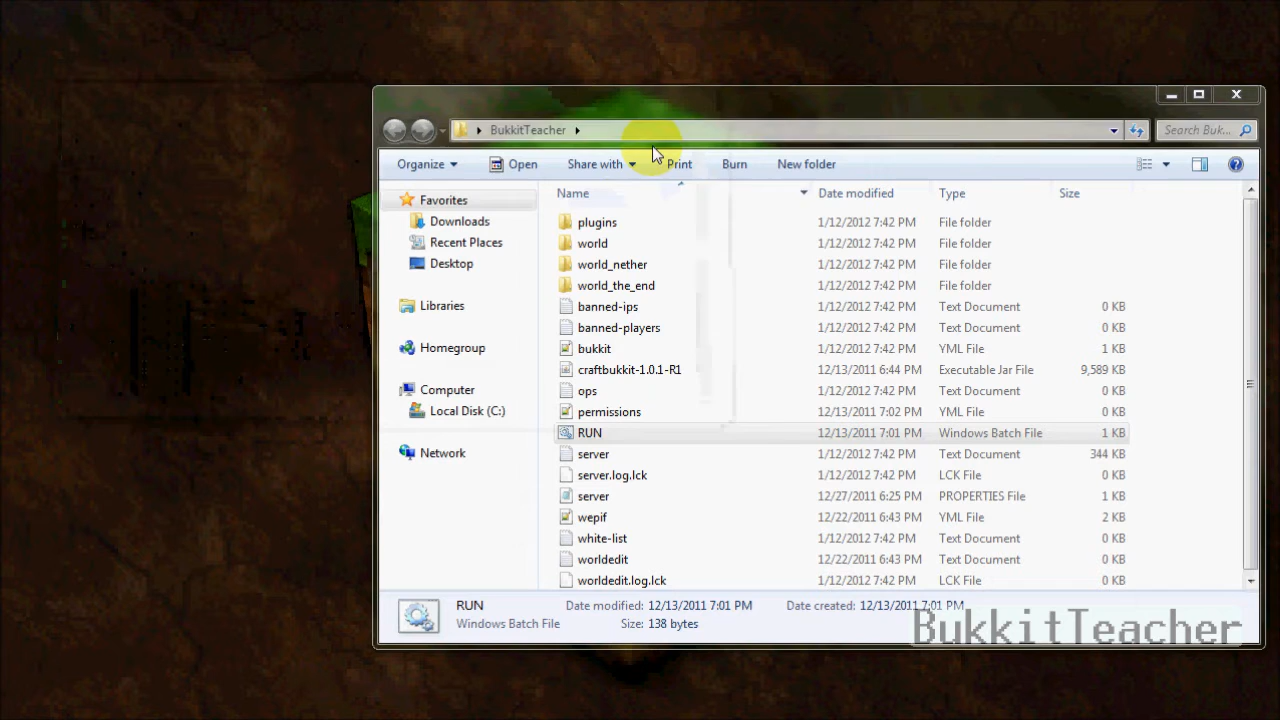 BukkitTeacher
Search Buk...
Organize Open Share with Print Burn New folder
Name Date modified Type Size
Favorites
Downloads
Recent Places
Desktop
Libraries
Homegroup
Computer
Local Disk (C:)
Network
plugins 1/12/2012 7:42 PM File folder
world 1/12/2012 7:42 PM File folder
world_nether 1/12/2012 7:42 PM File folder
world_the_end 1/12/2012 7:42 PM File folder
banned-ips 1/12/2012 7:42 PM Text Document 0 KB
banned-players 1/12/2012 7:42 PM Text Document 0 KB
bukkit 1/12/2012 7:42 PM YML File 1 KB
craftbukkit-1.0.1-R1 12/13/2011 6:44 PM Executable Jar File 9,589 KB
ops 1/12/2012 7:42 PM Text Document 0 KB
permissions 12/13/2011 7:02 PM YML File 0 KB
RUN 12/13/2011 7:01 PM Windows Batch File 1 KB
server 1/12/2012 7:42 PM Text Document 344 KB
server.log.lck 1/12/2012 7:42 PM LCK File 0 KB
server 12/27/2011 6:25 PM PROPERTIES File 1 KB
wepif 12/22/2011 6:43 PM YML File 2 KB
white-list 1/12/2012 7:42 PM Text Document 0 KB
worldedit 12/22/2011 6:43 PM Text Document 0 KB
worldedit.log.lck 1/12/2012 7:42 PM LCK File 0 KB
RUN Date modified: 12/13/2011 7:01 PM Date created: 12/13/2011 7:01 PM
Windows Batch File Size: 138 bytes
BukkitTeacher